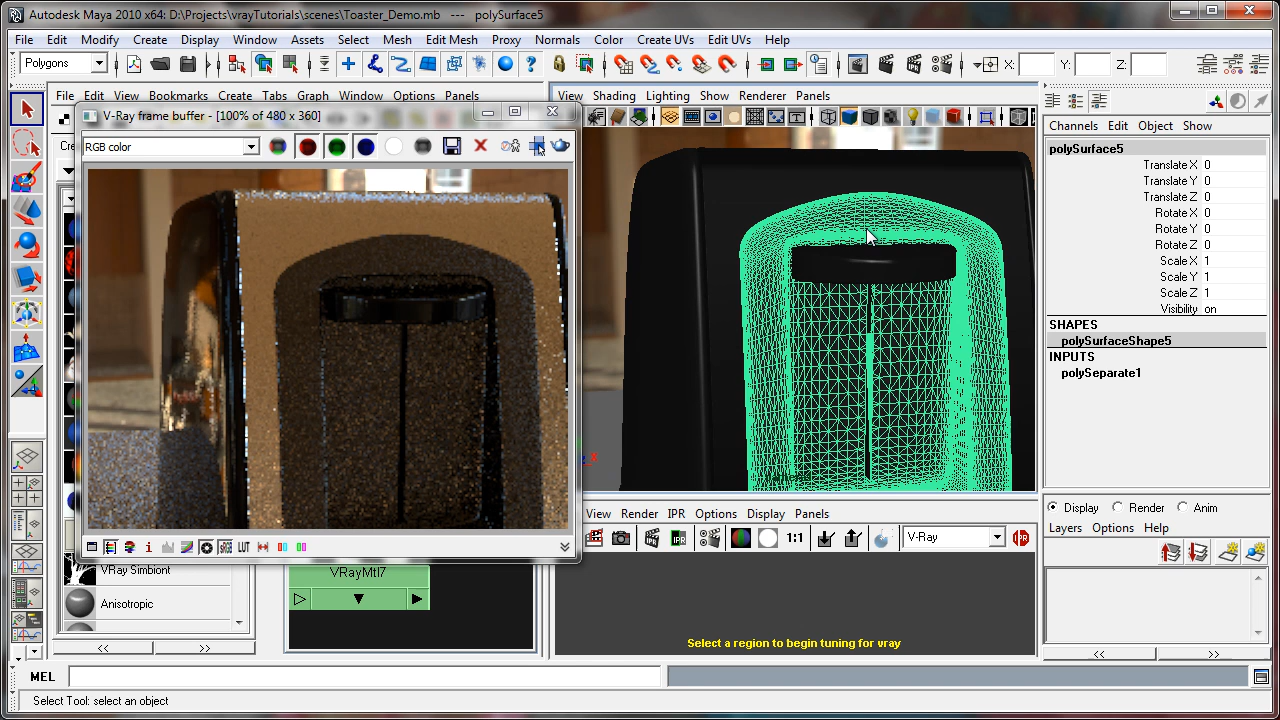 Autodesk Maya 2010 x64: D:\Projects\vrayTutorials\scenes\Toaster_Demo.mb --- polySurface5
File Edit Modify Create Display Window Assets Select Mesh Edit Mesh Proxy Normals Color Create UVs Edit UVs Help
Polygons X: Y: Z:
File Edit View Bookmarks Create Tabs Graph Window Options Panels
View Shading Lighting Show Renderer Panels
V-Ray frame buffer - [100% of 480 x 360]
RGB color
Channels Edit Object Show
polySurface5
Translate X 0
Translate Y 0
Translate Z 0
Rotate X 0
Rotate Y 0
Rotate Z 0
Scale X 1
Scale Y 1
Scale Z 1
Visibility on
SHAPES
polySurfaceShape5
INPUTS
polySeparate1
View Render IPR Options Display Panels
1:1 V-Ray
Display Render Anim
Layers Options Help
sRGB LUT
VRay Simbiont
Anisotropic
VRayMtl7
Select a region to begin tuning for vray
<< >>
<< >>
MEL
Select Tool: select an object